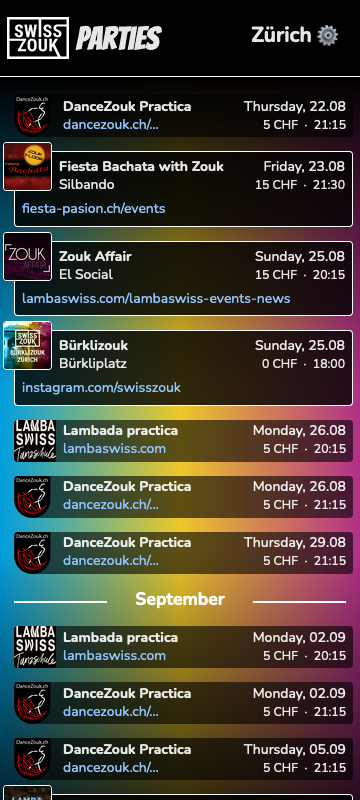 SWISS
ZOUK
PARTIES
Zürich
DanceZouk.ch
DanceZouk Practica
Thursday, 22.08
dancezouk.ch/...
5 CHF · 21:15
Fiesta Bachata with Zouk
Friday, 23.08
Silbando
15 CHF · 21:30
fiesta-pasion.ch/events
ZOUK
AFFAIR
Zouk Affair
Sunday, 25.08
El Social
15 CHF · 20:15
lambaswiss.com/lambaswiss-events-news
SWISS
ZOUK
BÜRKLIZOUK
ZÜRICH
Bürklizouk
Sunday, 25.08
Bürkliplatz
0 CHF · 18:00
instagram.com/swisszouk
LAMBA
SWISS
Tanzschule
Lambada practica
Monday, 26.08
lambaswiss.com
5 CHF · 20:15
DanceZouk.ch
DanceZouk Practica
Monday, 26.08
dancezouk.ch/...
5 CHF · 21:15
DanceZouk.ch
DanceZouk Practica
Thursday, 29.08
dancezouk.ch/...
5 CHF · 21:15
September
LAMBA
SWISS
Tanzschule
Lambada practica
Monday, 02.09
lambaswiss.com
5 CHF · 20:15
DanceZouk.ch
DanceZouk Practica
Monday, 02.09
dancezouk.ch/...
5 CHF · 21:15
DanceZouk.ch
DanceZouk Practica
Thursday, 05.09
dancezouk.ch/...
5 CHF · 21:15